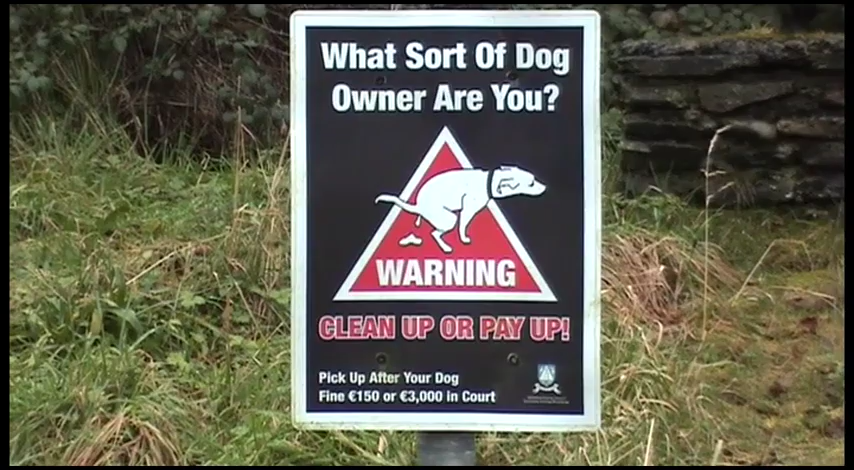 What Sort Of Dog
Owner Are You?
WARNING
CLEAN UP OR PAY UP!
Pick Up After Your Dog
Fine €150 or €3,000 in Court